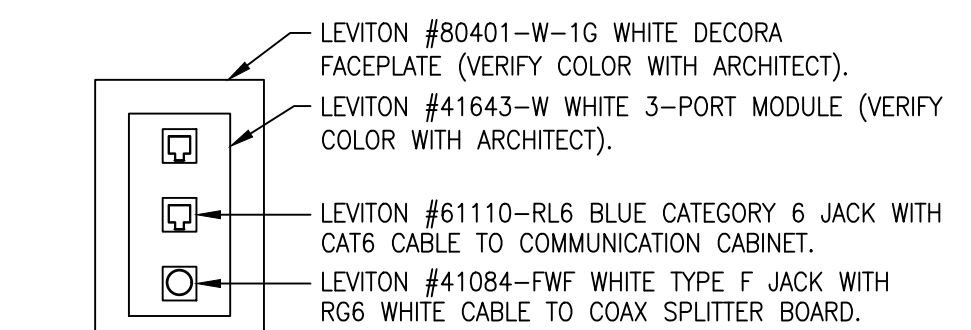 LEVITON #80401-W-1G WHITE DECORA
FACEPLATE (VERIFY COLOR WITH ARCHITECT).
LEVITON #41643-W WHITE 3-PORT MODULE (VERIFY
COLOR WITH ARCHITECT).
LEVITON #61110-RL6 BLUE CATEGORY 6 JACK WITH
CAT6 CABLE TO COMMUNICATION CABINET.
LEVITON #41084-FWF WHITE TYPE F JACK WITH
RG6 WHITE CABLE TO COAX SPLITTER BOARD.